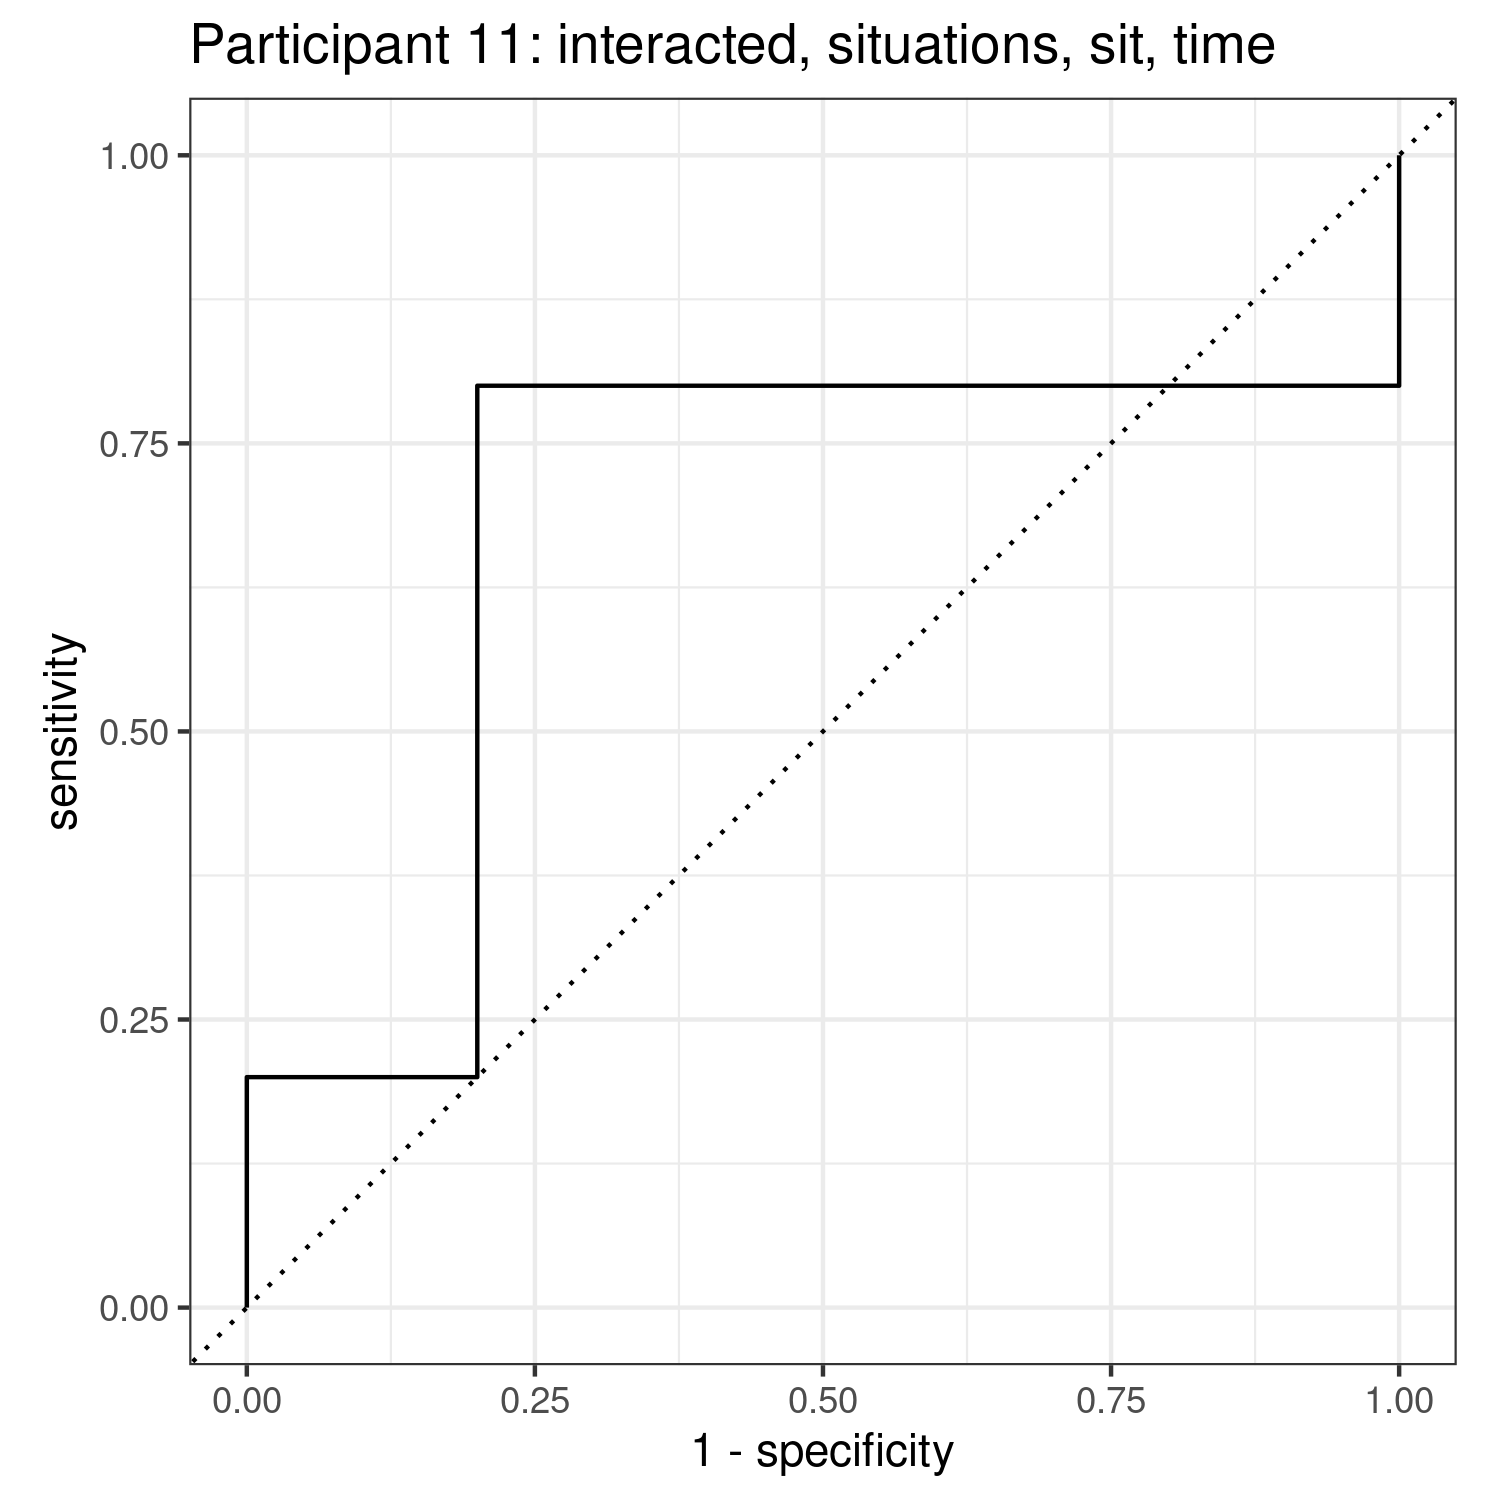 Participant 11: interacted, situations, sit, time
1.00
0.75
0.50
0.25
0.00
sensitivity
0.00 0.25 0.50 0.75 1.00
1 - specificity